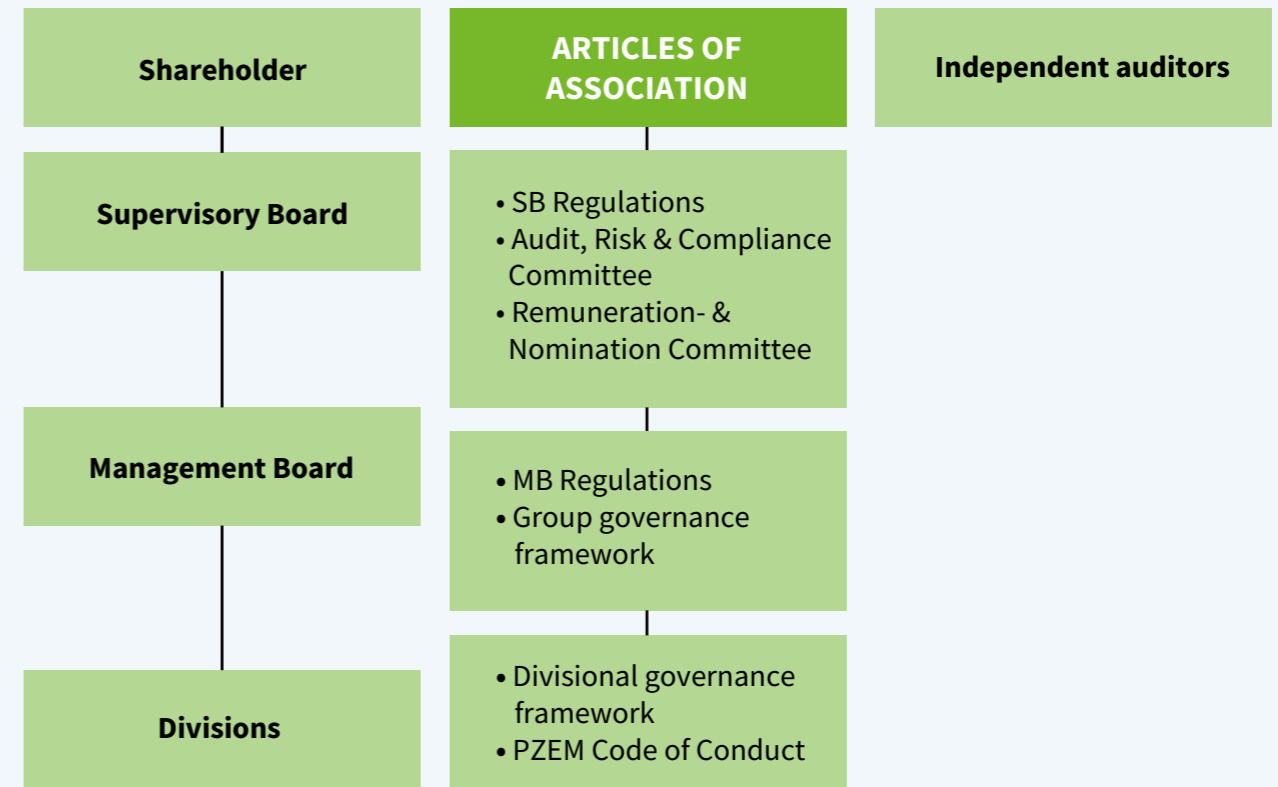 Shareholder
ARTICLES OF
ASSOCIATION
Independent auditors
Supervisory Board
• SB Regulations
• Audit, Risk & Compliance
Committee
• Remuneration- &
Nomination Committee
Management Board
• MB Regulations
• Group governance
framework
Divisions
• Divisional governance
framework
• PZEM Code of Conduct